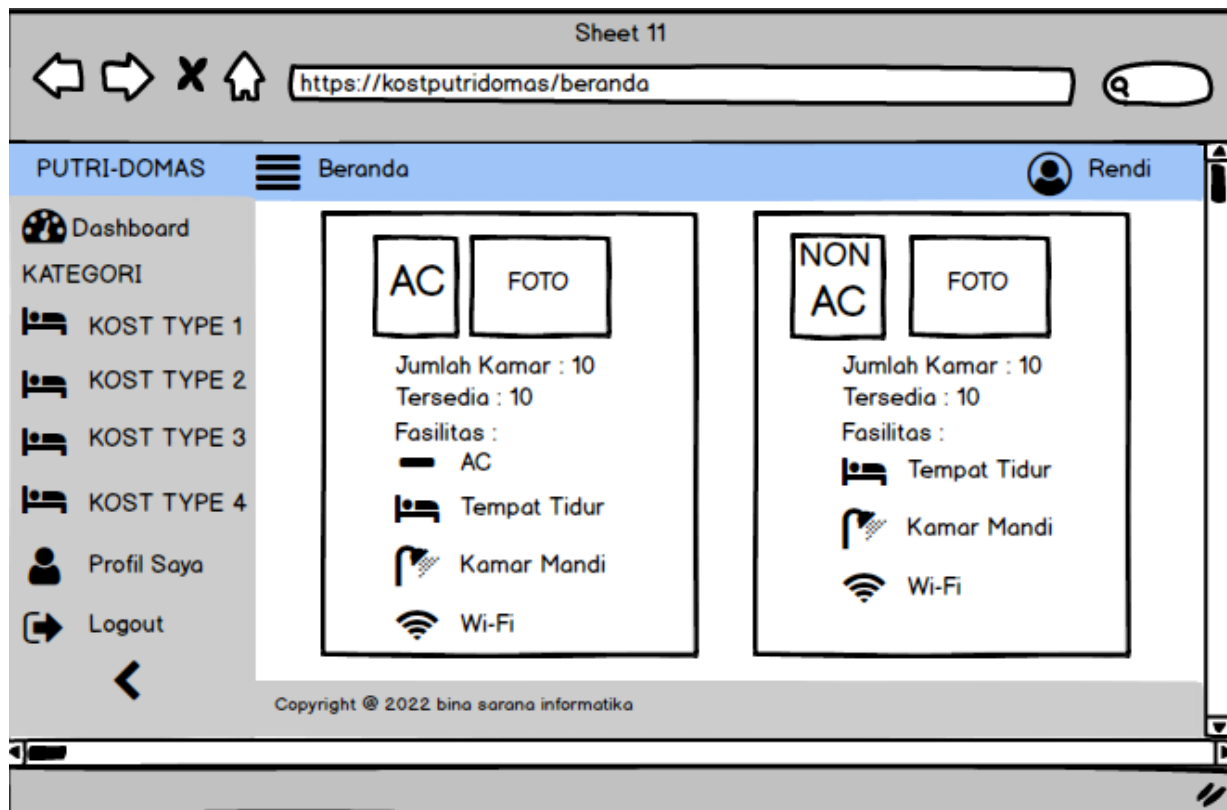 Sheet 11
https://kostputridomas/beranda
PUTRI-DOMAS
Beranda
Rendi
Dashboard
KATEGORI
KOST TYPE 1
KOST TYPE 2
KOST TYPE 3
KOST TYPE 4
Profil Saya
Logout
AC
FOTO
Jumlah Kamar : 10
Tersedia : 10
Fasilitas :
AC
Tempat Tidur
Kamar Mandi
Wi-Fi
NON
AC
FOTO
Jumlah Kamar : 10
Tersedia : 10
Fasilitas :
Tempat Tidur
Kamar Mandi
Wi-Fi
Copyright @ 2022 bina sarana informatika